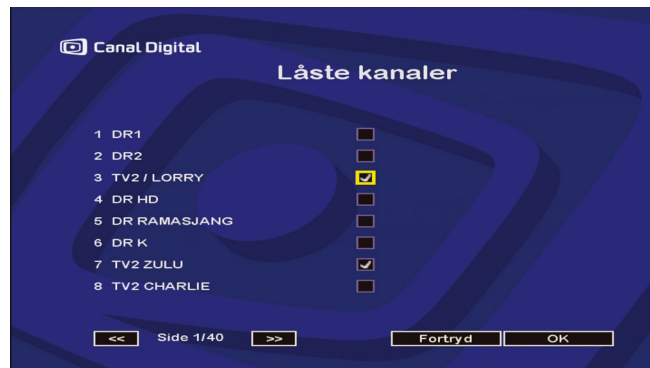 Canal Digital
Låste kanaler
1 DR1
2 DR2
3 TV2 / LORRY
4 DR HD
5 DR RAMASJANG
6 DR K
7 TV2 ZULU
8 TV2 CHARLIE
<< Side 1/40 >> Fortryd OK